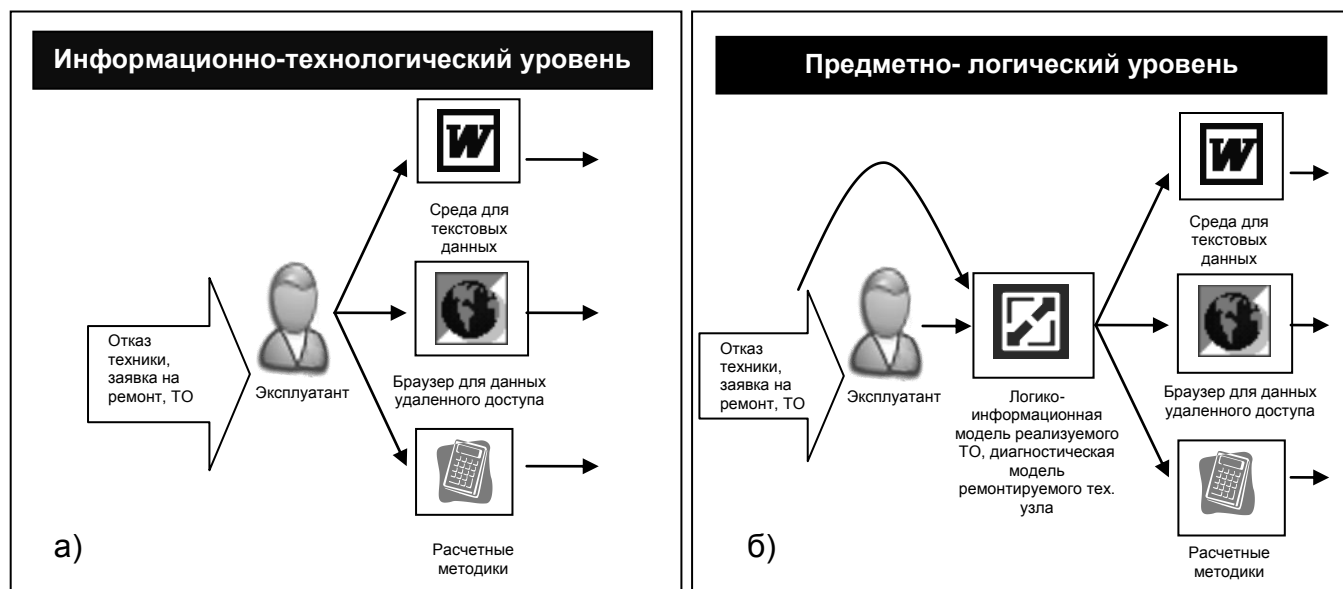 Информационно-технологический уровень
W
Среда для
текстовых
данных
Отказ
техники,
заявка на
ремонт, ТО
Эксплуатант
Браузер для данных
удаленного доступа
Расчетные
методики
а)
Предметно- логический уровень
W
Среда для
текстовых
данных
Отказ
техники,
заявка на
ремонт, ТО
Эксплуатант
Логико-
информационная
модель реализуемого
ТО, диагностическая
модель
ремонтируемого тех.
узла
Браузер для данных
удаленного доступа
Расчетные
методики
б)